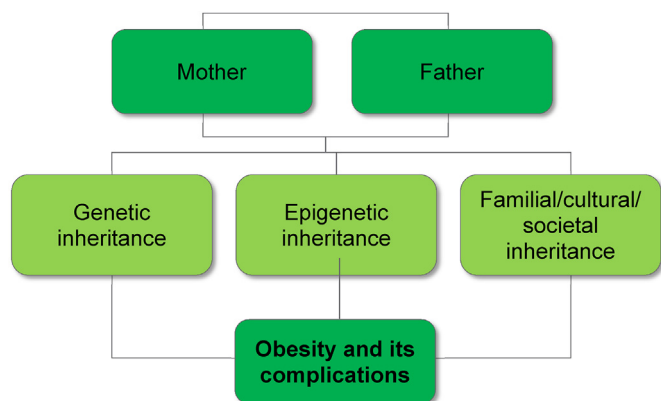 Mother
Father
Genetic
inheritance
Epigenetic
inheritance
Familial/cultural/
societal
inheritance
Obesity and its
complications